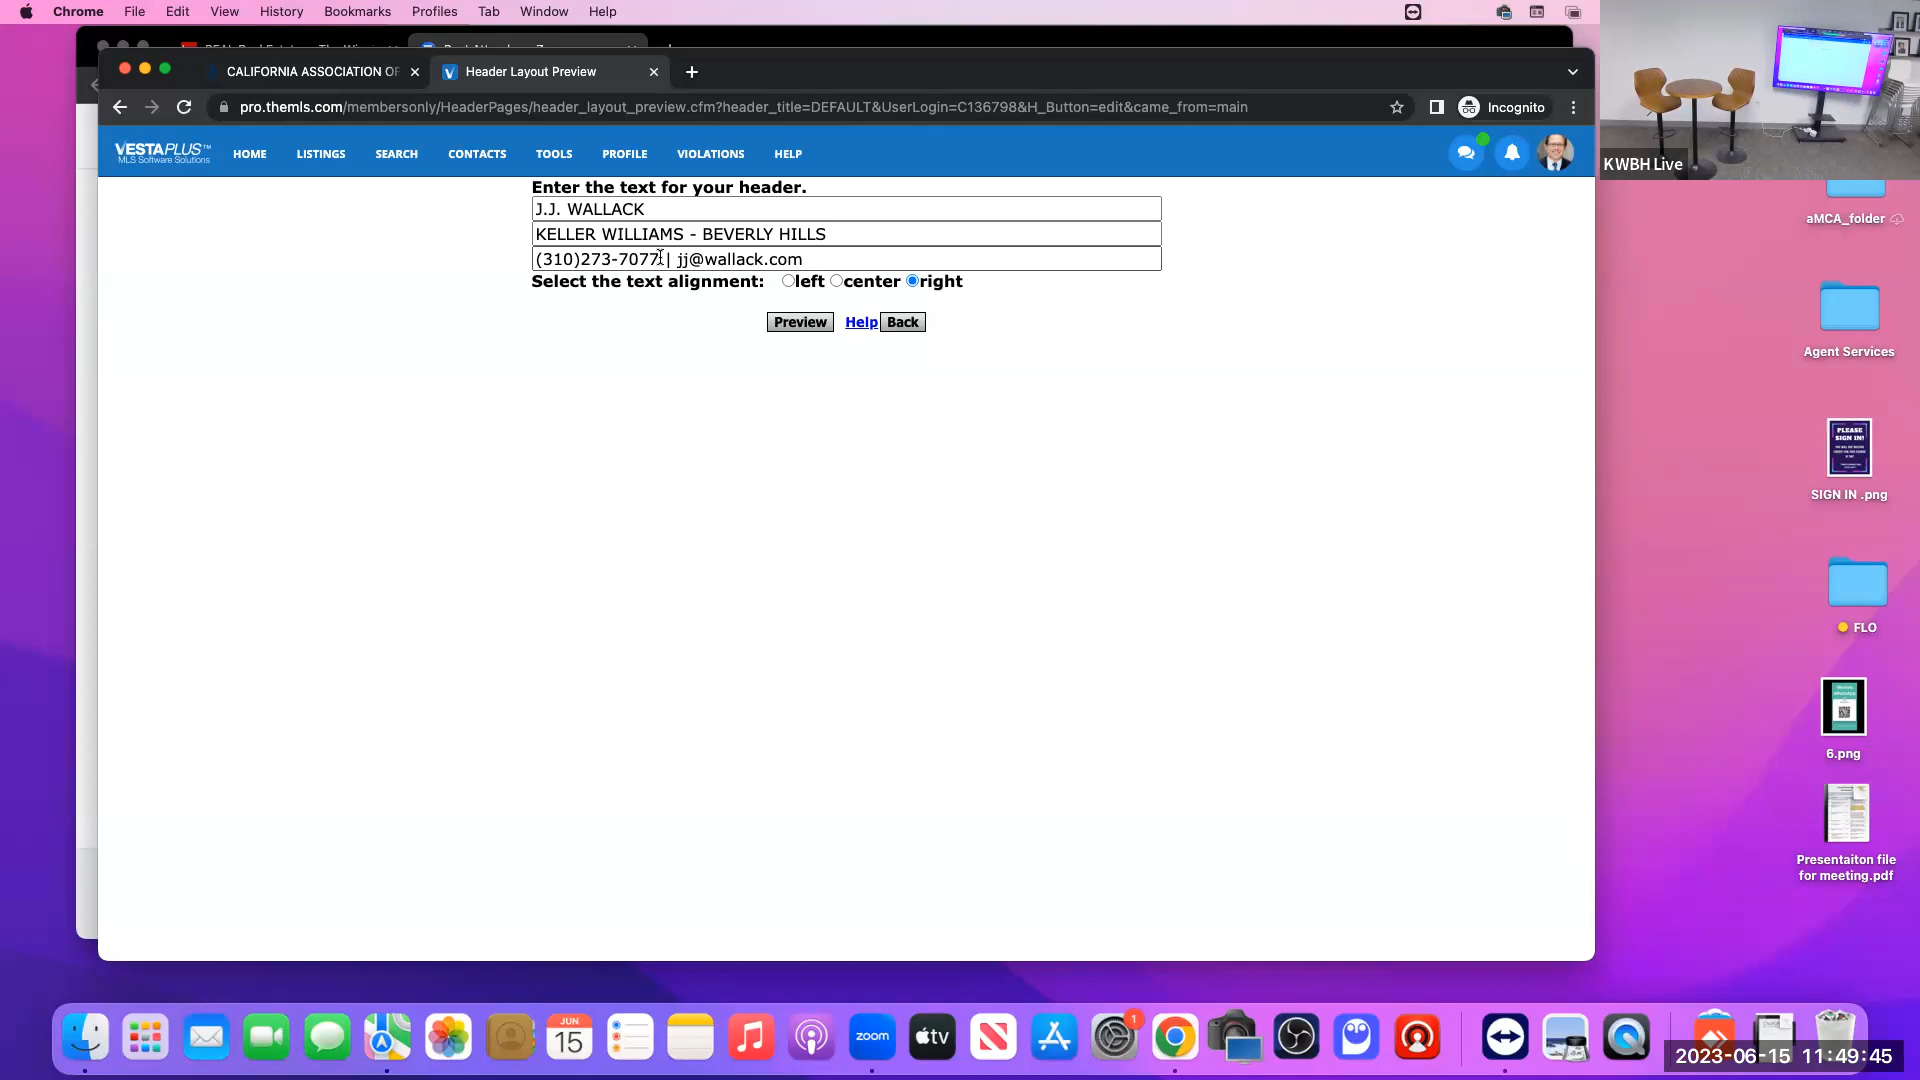 Chrome File Edit View History Bookmarks Profiles Tab Window Help
CALIFORNIA ASSOCIATION OF
Header Layout Preview
pro.themls.com/membersonly/HeaderPages/header_layout_preview.cfm?header_title=DEFAULT&UserLogin=C136798&H_Button=edit&came_from=main
Incognito
VESTAPLUS™
MLS Software Solutions
HOME LISTINGS SEARCH CONTACTS TOOLS PROFILE VIOLATIONS HELP
Enter the text for your header.
J.J. WALLACK
KELLER WILLIAMS - BEVERLY HILLS
(310)273-7077 | jj@wallack.com
Select the text alignment: left center right
Preview Help Back
KWBH Live
aMCA_folder
Agent Services
PLEASE
SIGN IN!
SIGN IN .png
FLO
6.png
Presentaiton file
for meeting.pdf
JUN
15
zoom
tv
1
2023-06-15 11:49:45